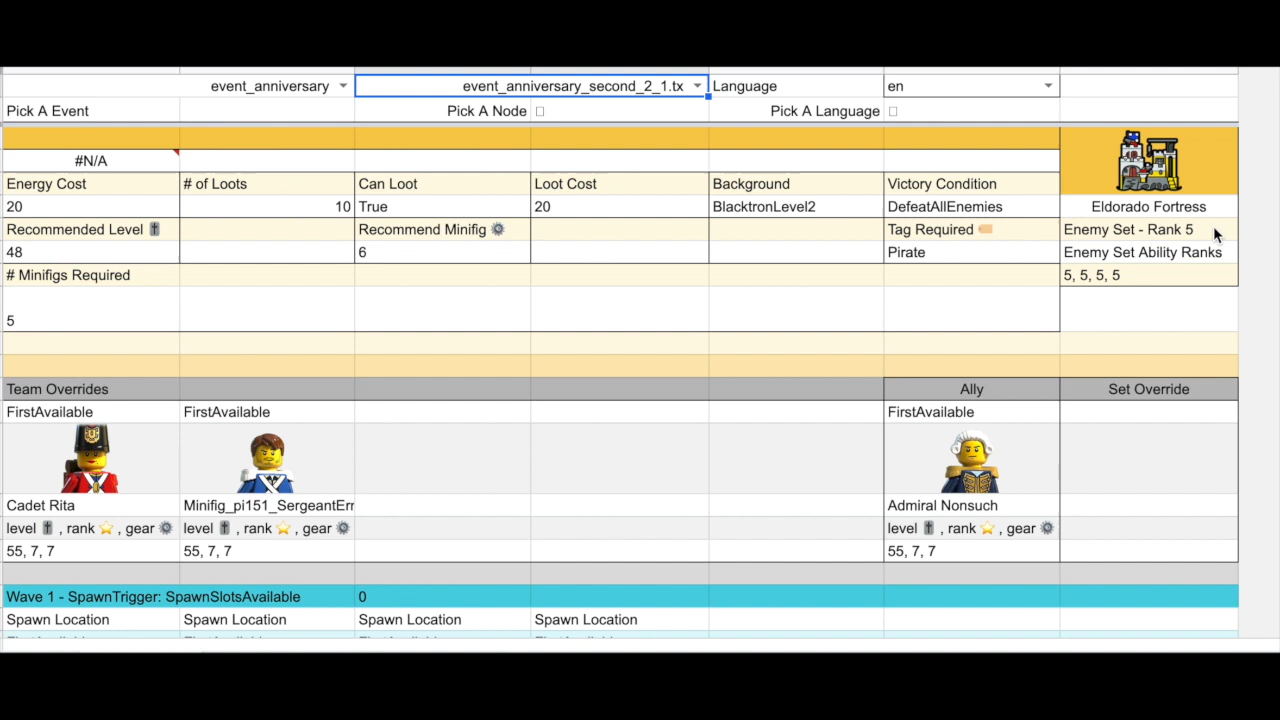 event_anniversary event_anniversary_second_2_1.tx Language en
Pick A Event Pick A Node Pick A Language
#N/A
Energy Cost # of Loots Can Loot Loot Cost Background Victory Condition
20 10 True 20 BlacktronLevel2 DefeatAllEnemies Eldorado Fortress
Recommended Level Recommend Minifig Tag Required Enemy Set - Rank 5
48 6 Pirate Enemy Set Ability Ranks
# Minifigs Required 5, 5, 5, 5
5
Team Overrides Ally Set Override
FirstAvailable FirstAvailable FirstAvailable
Cadet Rita Minifig_pi151_SergeantErr Admiral Nonsuch
level , rank , gear level , rank , gear level , rank , gear
55, 7, 7 55, 7, 7 55, 7, 7
Wave 1 - SpawnTrigger: SpawnSlotsAvailable 0
Spawn Location Spawn Location Spawn Location Spawn Location